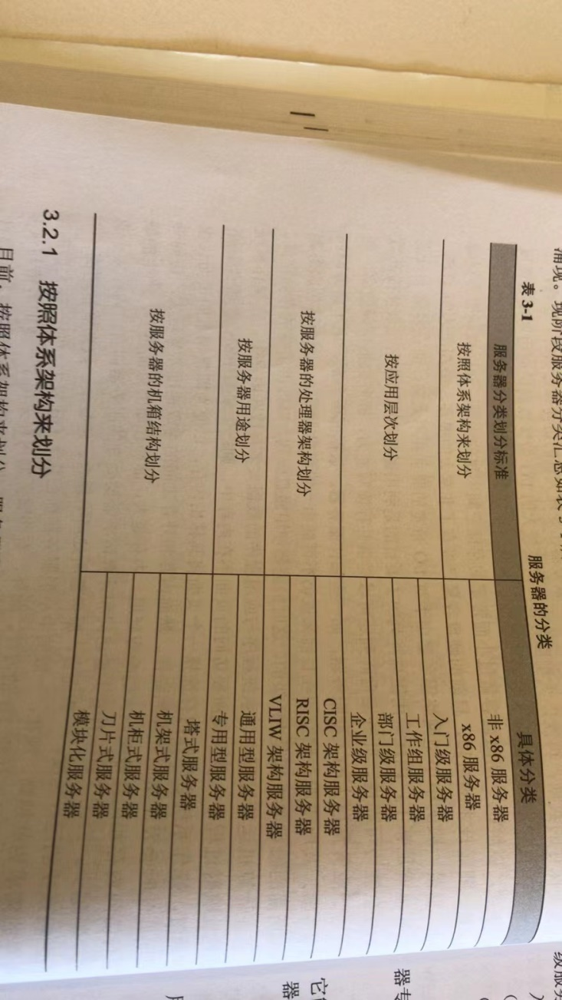 涌现。现阶段服务器分类汇总如表
表 3-1 服务器的分类
服务器分类划分标准 具体分类
按照体系架构来划分 非 x86 服务器
x86 服务器
按应用层次划分 入门级服务器
工作组服务器
部门级服务器
企业级服务器
按服务器的处理器架构划分 CISC 架构服务器
RISC 架构服务器
VLIW 架构服务器
按服务器用途划分 通用型服务器
专用型服务器
按服务器的机箱结构划分 塔式服务器
机架式服务器
机柜式服务器
刀片式服务器
模块化服务器
3.2.1 按照体系架构来划分
目前，按照体系架构来划分
级服务
器专
它
器